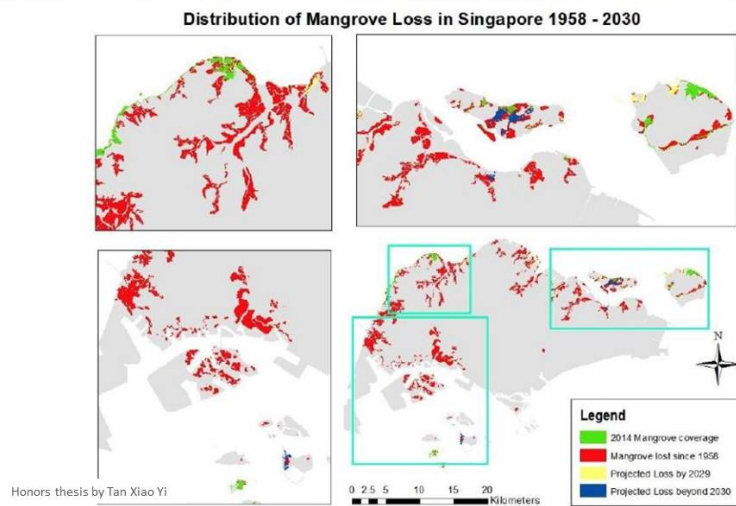 Distribution of Mangrove Loss in Singapore 1958 - 2030
N
Legend
2014 Mangrove coverage
Mangrove lost since 1958
Projected Loss by 2029
Projected Loss beyond 2030
0 2.5 5 10 15 20
Kilometers
Honors thesis by Tan Xiao Yi